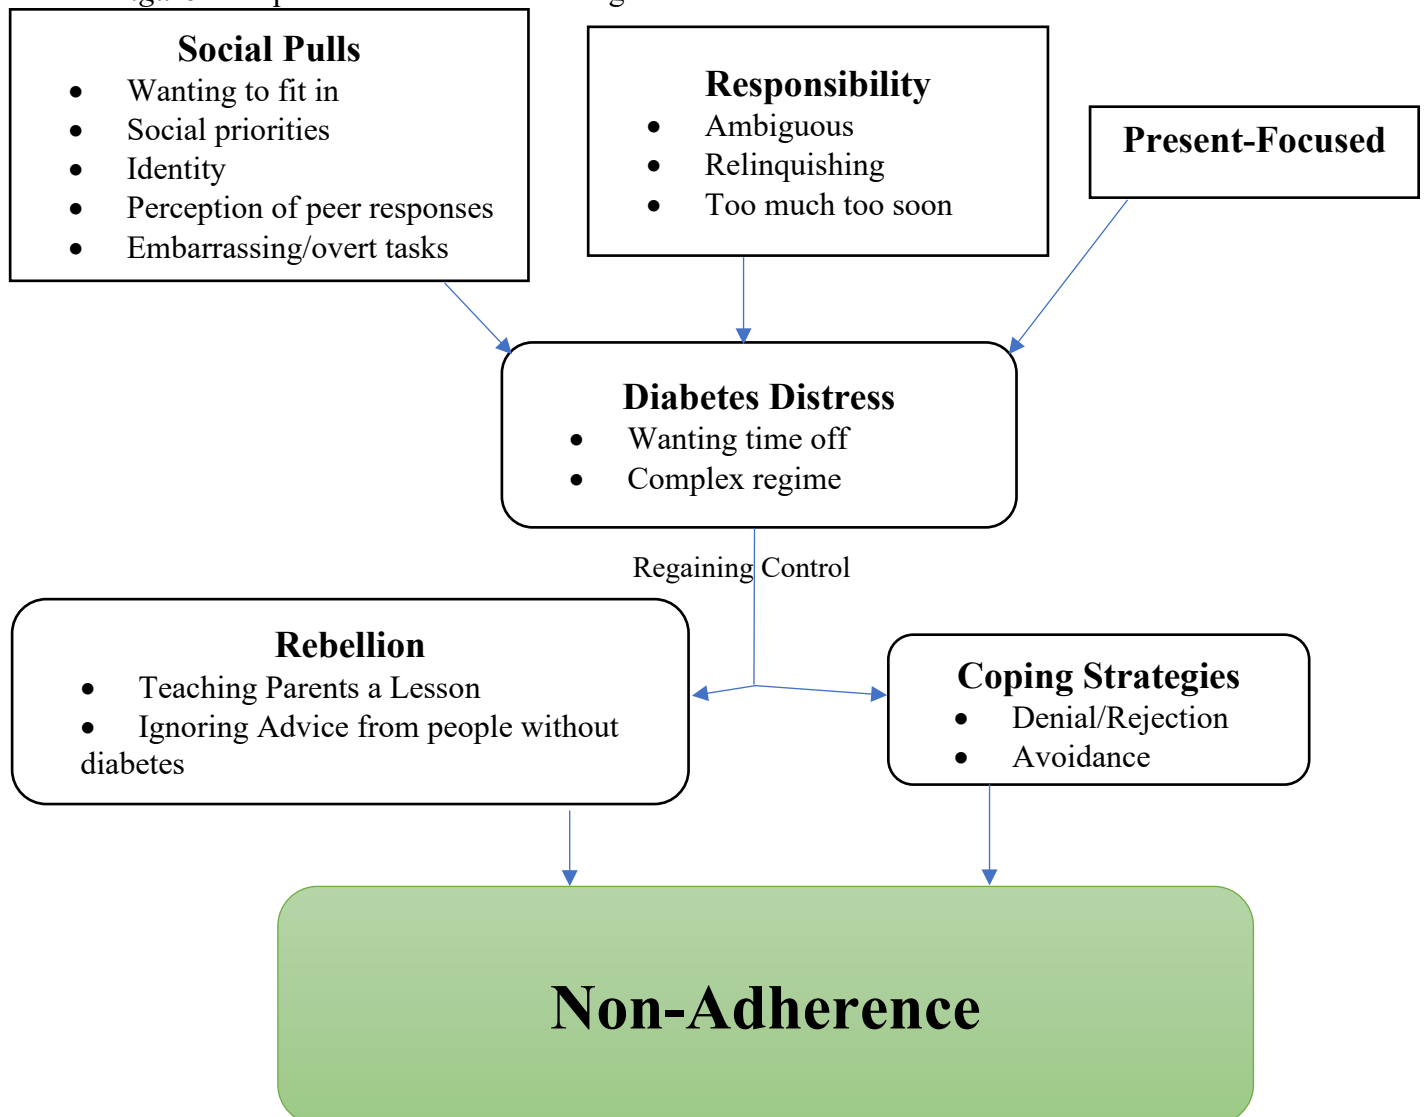 Social Pulls
• Wanting to fit in
• Social priorities
• Identity
• Perception of peer responses
• Embarrassing/overt tasks
Responsibility
• Ambiguous
• Relinquishing
• Too much too soon
Present-Focused
Diabetes Distress
• Wanting time off
• Complex regime
Regaining Control
Rebellion
• Teaching Parents a Lesson
• Ignoring Advice from people without
diabetes
Coping Strategies
• Denial/Rejection
• Avoidance
Non-Adherence